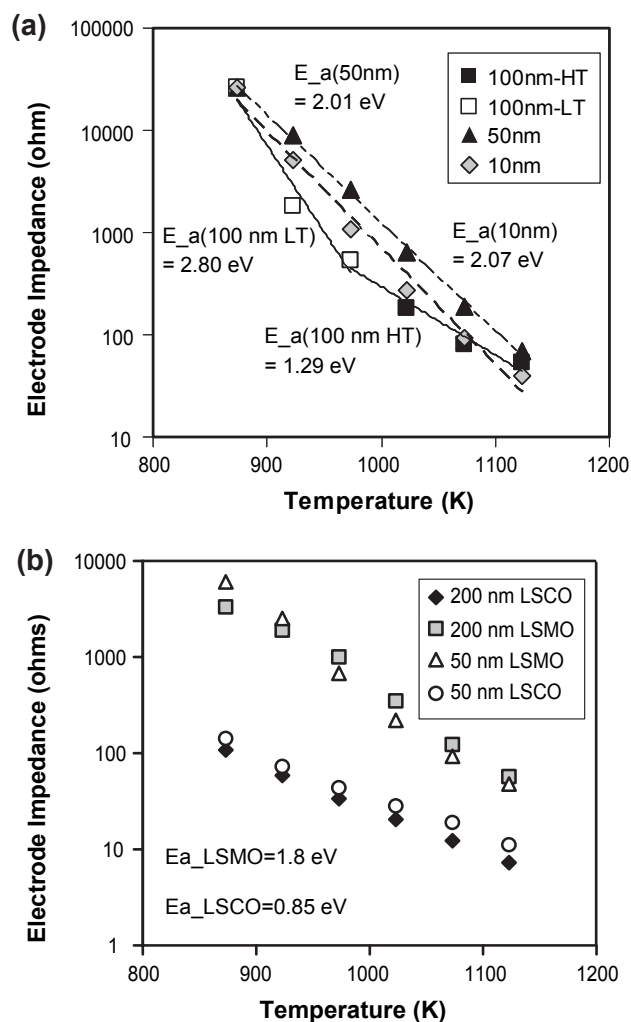 (a)
100000
10000
1000
100
10
Electrode Impedance (ohm)
E_a(50nm)
= 2.01 eV
100nm-HT
100nm-LT
50nm
10nm
E_a(100 nm LT)
= 2.80 eV
E_a(10nm)
= 2.07 eV
E_a(100 nm HT)
= 1.29 eV
800 900 1000 1100 1200
Temperature (K)
(b)
10000
1000
100
10
1
Electrode Impedance (ohms)
200 nm LSCO
200 nm LSMO
50 nm LSMO
50 nm LSCO
Ea_LSMO=1.8 eV
Ea_LSCO=0.85 eV
800 900 1000 1100 1200
Temperature (K)